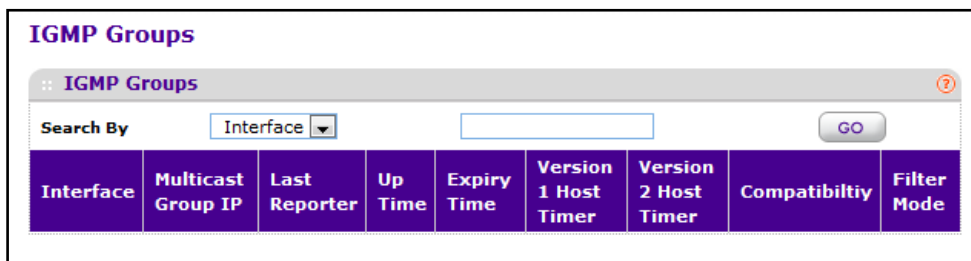 IGMP Groups
:: IGMP Groups ?
Search By Interface GO
Interface Multicast Group IP Last Reporter Up Time Expiry Time Version 1 Host Timer Version 2 Host Timer Compatibiltiy Filter Mode